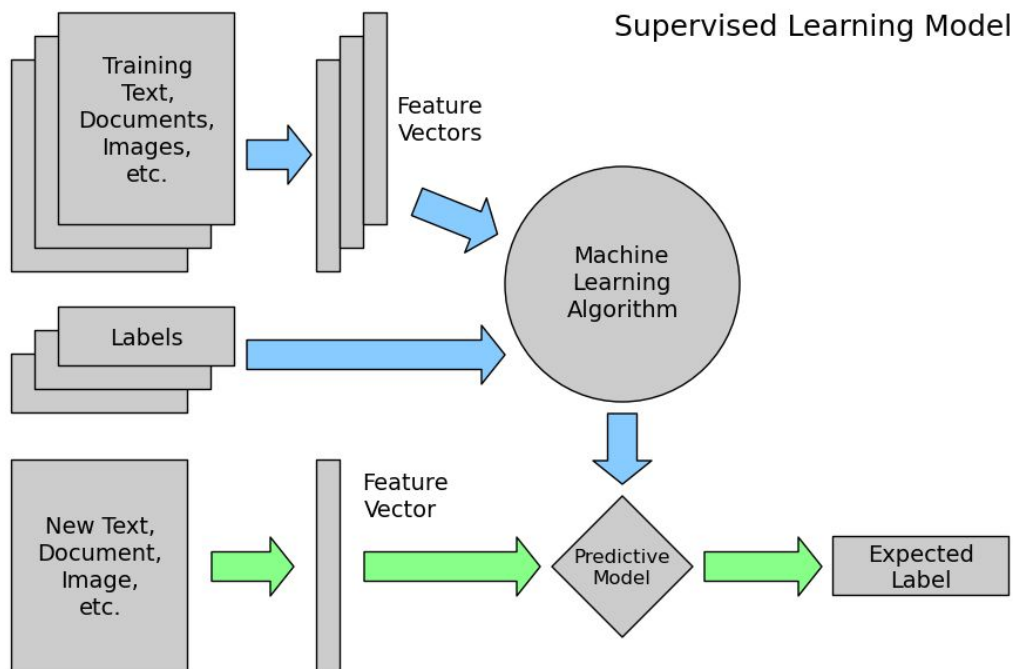 Supervised Learning Model
Training
Text,
Documents,
Images,
etc.
Feature
Vectors
Machine
Learning
Algorithm
Labels
New Text,
Document,
Image,
etc.
Feature
Vector
Predictive
Model
Expected
Label